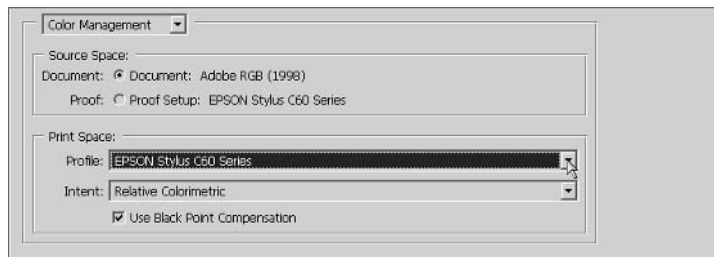 Color Management
Source Space:
Document: Document: Adobe RGB (1998)
Proof: Proof Setup: EPSON Stylus C60 Series
Print Space:
Profile: EPSON Stylus C60 Series
Intent: Relative Colorimetric
Use Black Point Compensation